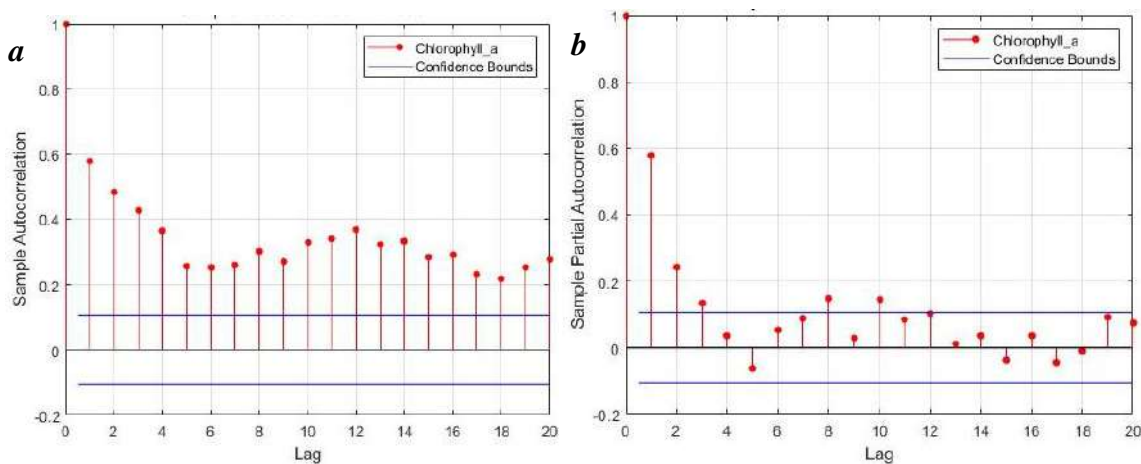 a
Chlorophyll_a
Confidence Bounds
Sample Autocorrelation
1
0.8
0.6
0.4
0.2
0
-0.2
0 2 4 6 8 10 12 14 16 18 20
Lag
b
Chlorophyll_a
Confidence Bounds
Sample Partial Autocorrelation
1
0.8
0.6
0.4
0.2
0
-0.2
0 2 4 6 8 10 12 14 16 18 20
Lag